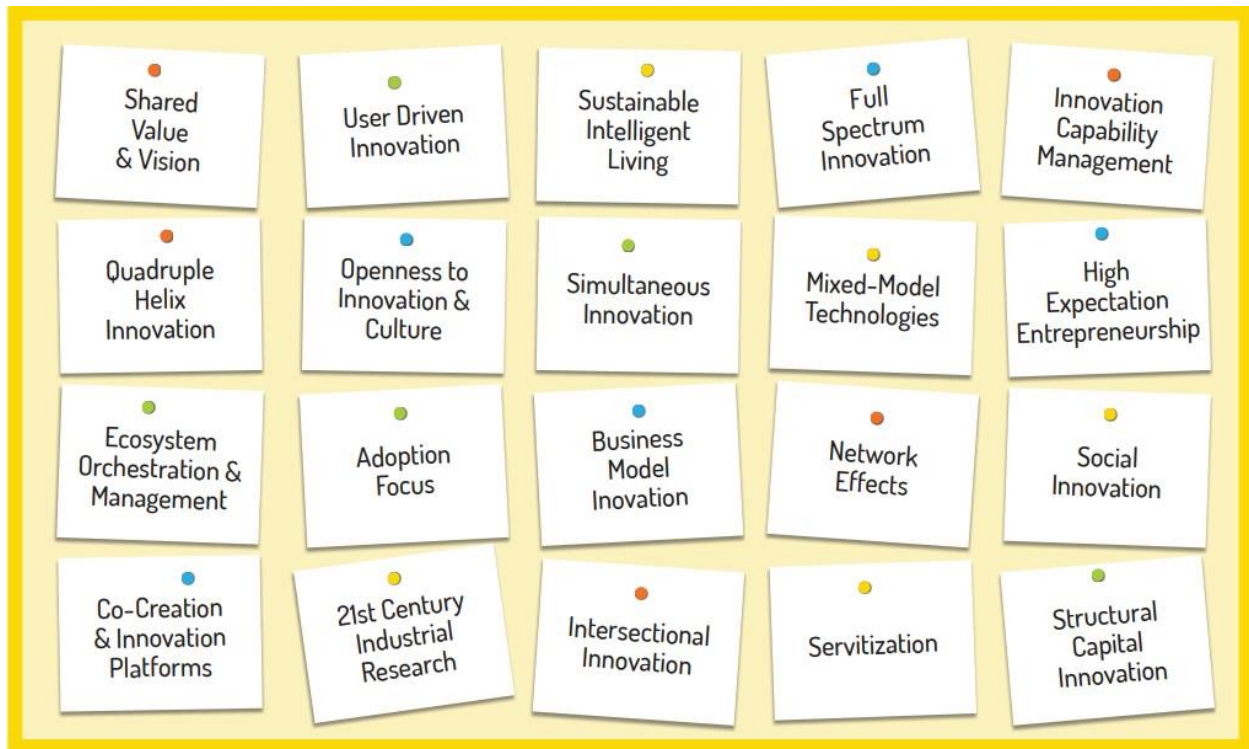 Shared
Value
& Vision
User Driven
Innovation
Sustainable
Intelligent
Living
Full
Spectrum
Innovation
Innovation
Capability
Management
Quadruple
Helix
Innovation
Openness to
Innovation &
Culture
Simultaneous
Innovation
Mixed-Model
Technologies
High
Expectation
Entrepreneurship
Ecosystem
Orchestration &
Management
Adoption
Focus
Business
Model
Inovation
Network
Effects
Social
Innovation
Co-Creation
& Innovation
Platforms
21st Century
Industrial
Research
Intersectional
Innovation
Servitization
Structural
Capital
Innovation